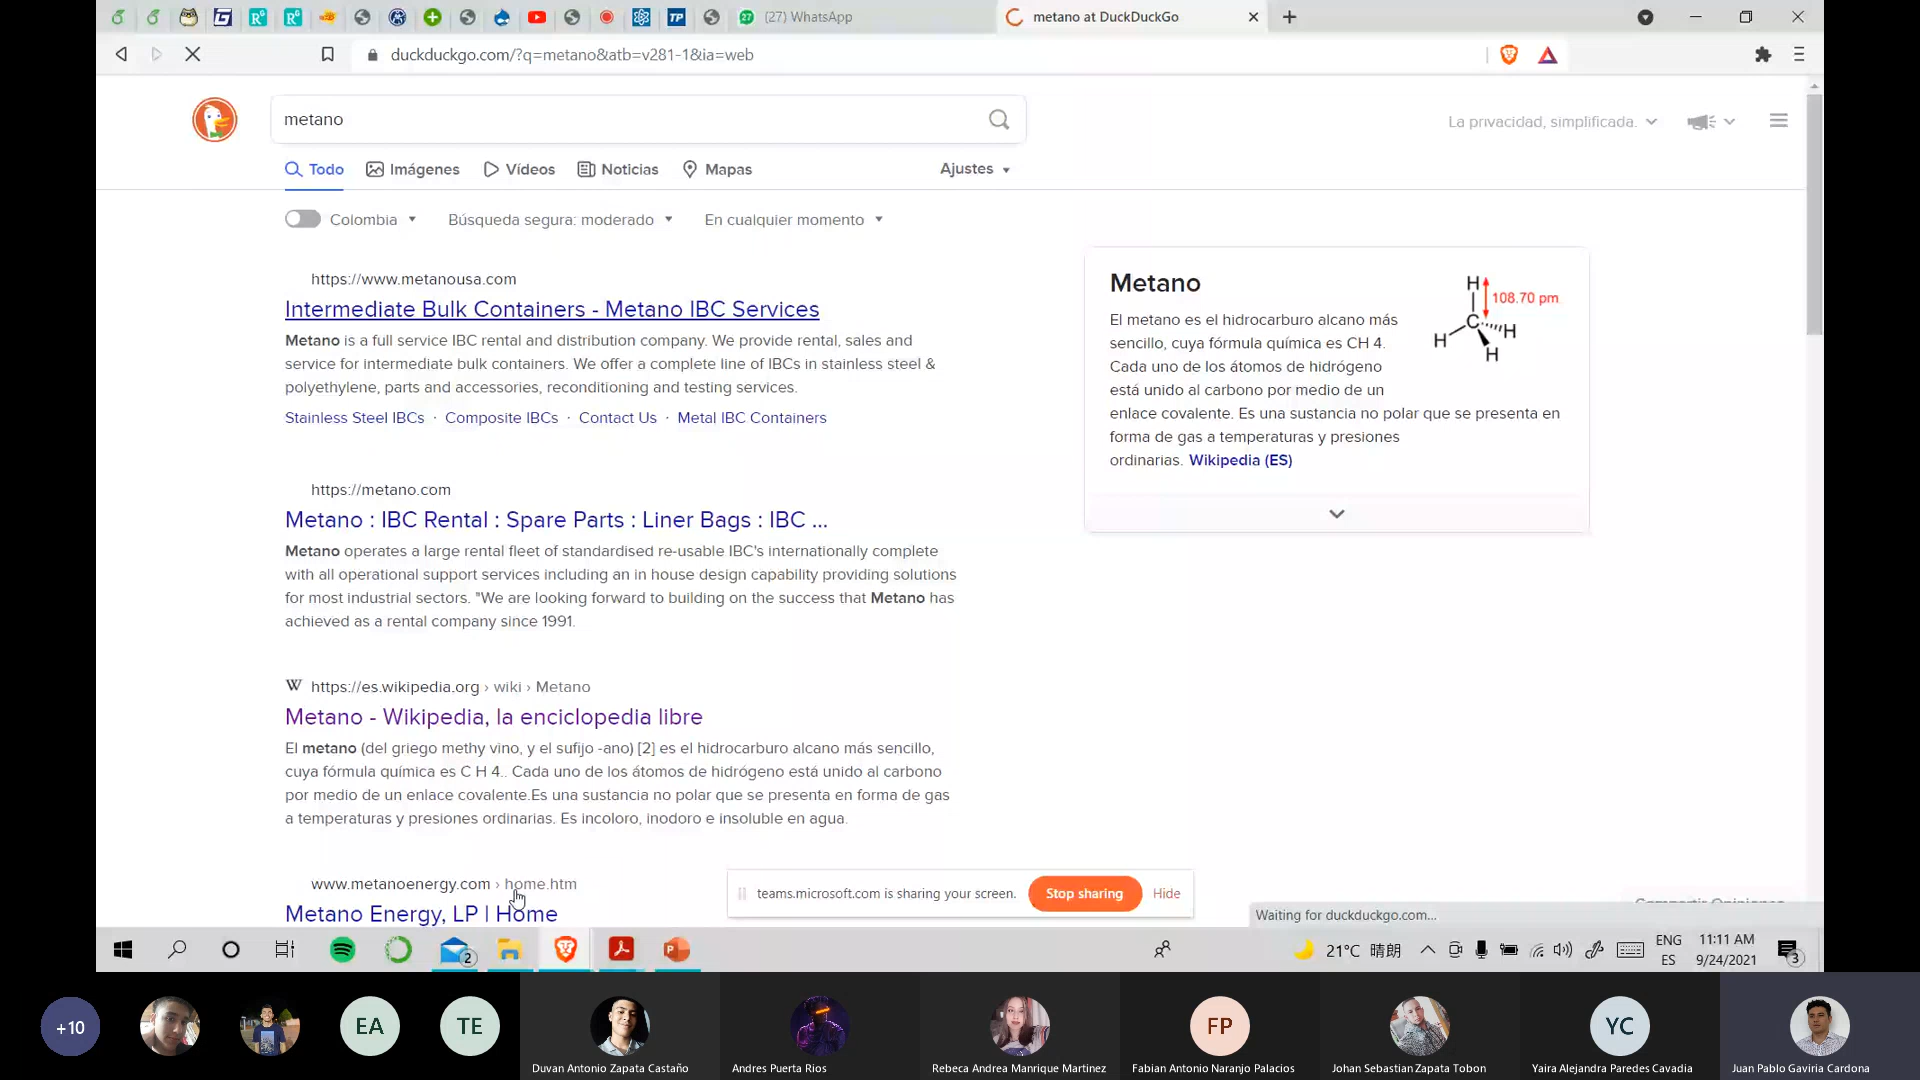 (27) WhatsApp
metano at DuckDuckGo
duckduckgo.com/?q=metano&atb=v281-1&ia=web
metano
La privacidad, simplificada.
Todo
Imágenes
Vídeos
Noticias
Mapas
Ajustes
Colombia
Búsqueda segura: moderado
En cualquier momento
https://www.metanousa.com
Intermediate Bulk Containers - Metano IBC Services
Metano is a full service IBC rental and distribution company. We provide rental, sales and
service for intermediate bulk containers. We offer a complete line of IBCs in stainless steel &
polyethylene, parts and accessories, reconditioning and testing services.
Stainless Steel IBCs · Composite IBCs · Contact Us · Metal IBC Containers
https://metano.com
Metano : IBC Rental : Spare Parts : Liner Bags : IBC ...
Metano operates a large rental fleet of standardised re-usable IBC's internationally complete
with all operational support services including an in house design capability providing solutions
for most industrial sectors. "We are looking forward to building on the success that Metano has
achieved as a rental company since 1991.
W https://es.wikipedia.org › wiki › Metano
Metano - Wikipedia, la enciclopedia libre
El metano (del griego methy vino, y el sufijo -ano) [2] es el hidrocarburo alcano más sencillo,
cuya fórmula química es C H 4.. Cada uno de los átomos de hidrógeno está unido al carbono
por medio de un enlace covalente.Es una sustancia no polar que se presenta en forma de gas
a temperaturas y presiones ordinarias. Es incoloro, inodoro e insoluble en agua.
www.metanoenergy.com › home.htm
Metano Energy, LP | Home
Metano
El metano es el hidrocarburo alcano más
sencillo, cuya fórmula química es CH 4.
Cada uno de los átomos de hidrógeno
está unido al carbono por medio de un
enlace covalente. Es una sustancia no polar que se presenta en
forma de gas a temperaturas y presiones
ordinarias. Wikipedia (ES)
H
108.70 pm
C
H
H
H
teams.microsoft.com is sharing your screen.
Stop sharing
Hide
Waiting for duckduckgo.com...
2
21°C 晴朗
ENG
ES
11:11 AM
9/24/2021
3
+10
EA
TE
Duvan Antonio Zapata Castaño
Andres Puerta Rios
Rebeca Andrea Manrique Martinez
FP
Fabian Antonio Naranjo Palacios
Johan Sebastian Zapata Tobon
YC
Yaira Alejandra Paredes Cavadia
Juan Pablo Gaviria Cardona